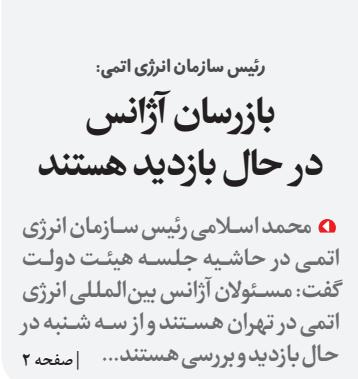 رئیس سازمان انرژی اتمی:
بازرسان آژانس
در حال بازدید هستند
محمد اسلامی رئیس سازمان انرژی
اتمی در حاشیه جلسه هیئت دولت
گفت: مسئولان آژانس بین‌المللی انرژی
اتمی در تهران هستند و از سه شنبه در
حال بازدید و بررسی هستند... | صفحه ۲